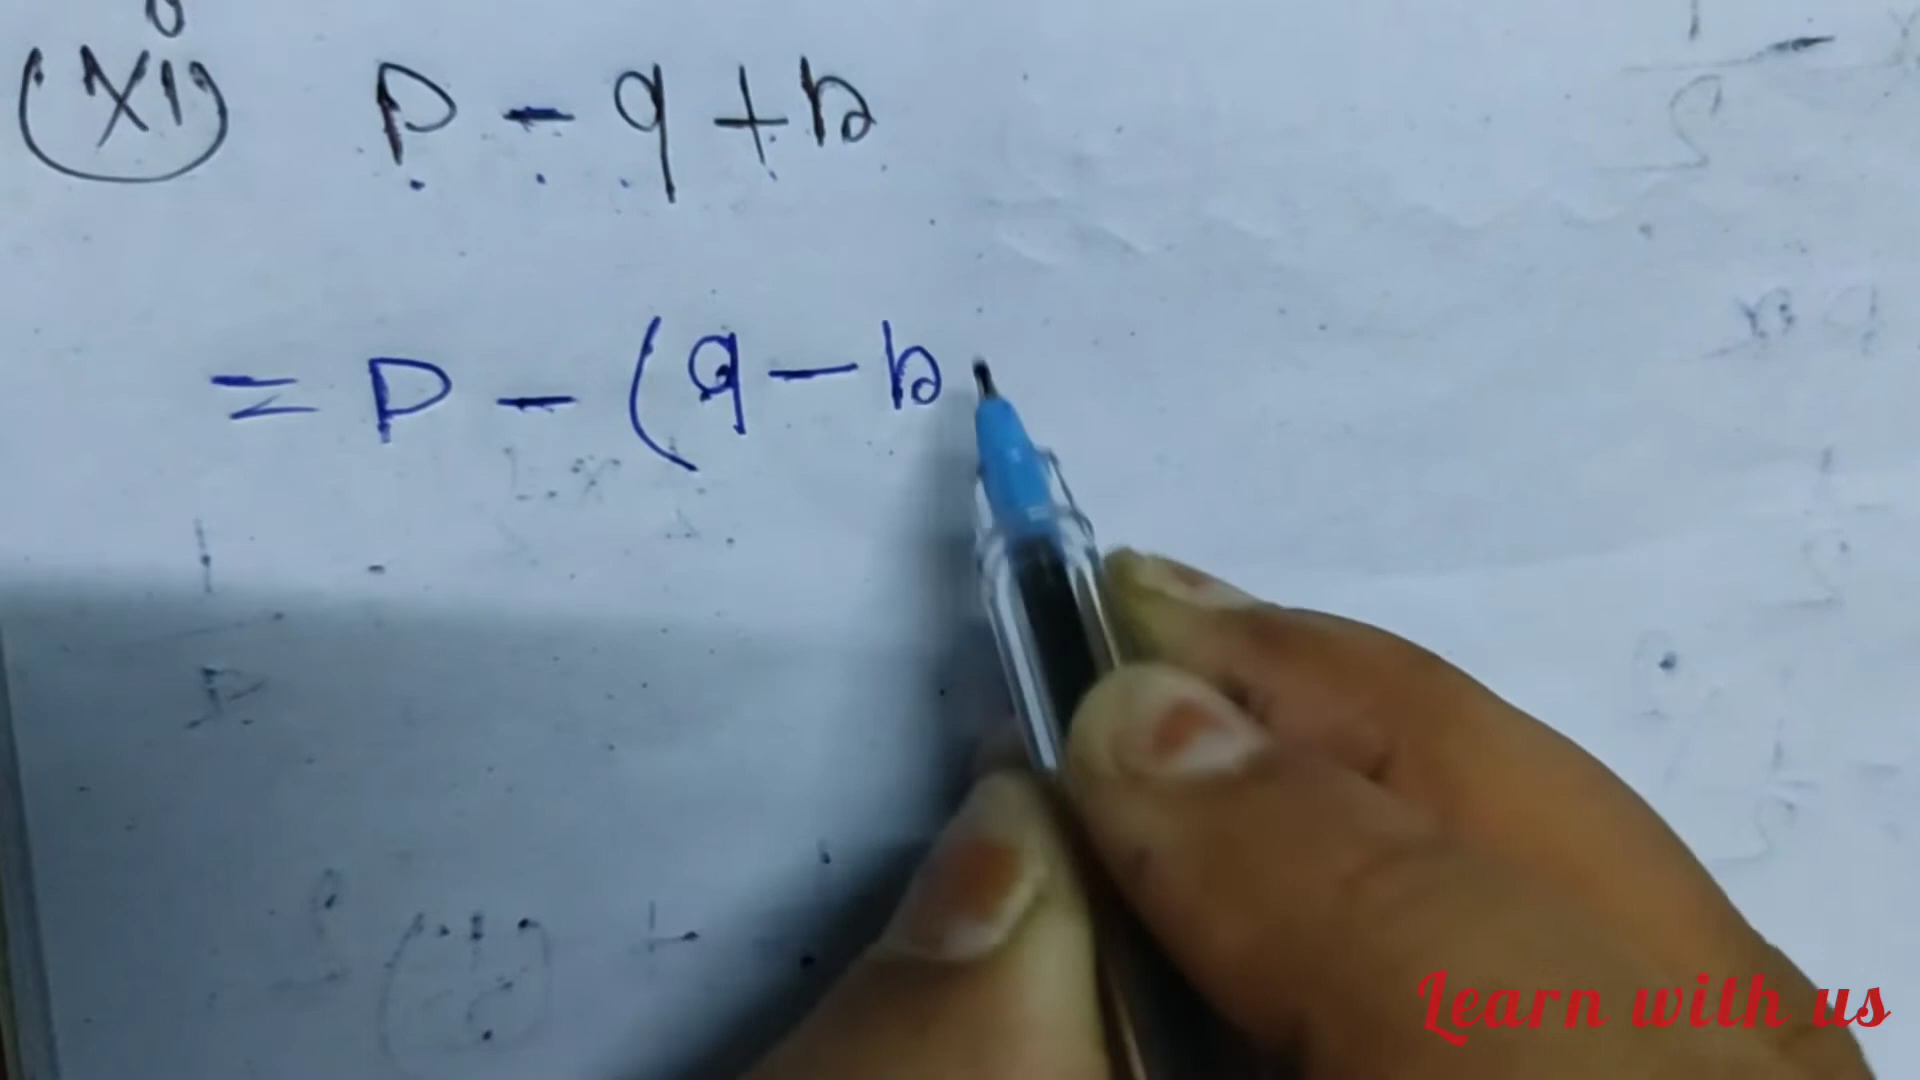 (xi) p - q + b
= p - (q - b
Learn with us